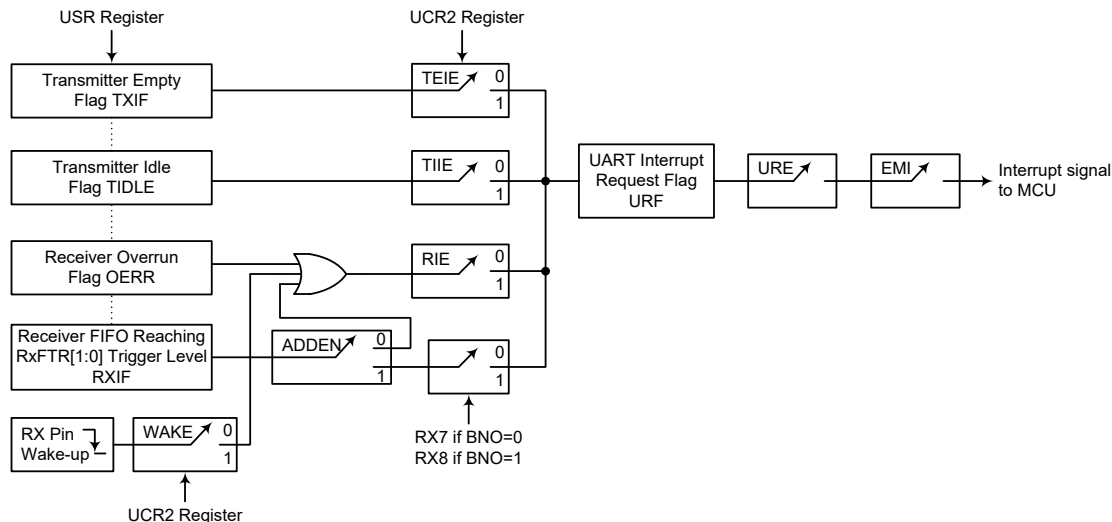 USR Register
UCR2 Register
Transmitter Empty
Flag TXIF
TEIE
0
1
Transmitter Idle
Flag TIDLE
TIIE
0
1
UART Interrupt
Request Flag
URF
URE
EMI
Interrupt signal
to MCU
Receiver Overrun
Flag OERR
RIE
0
1
Receiver FIFO Reaching
RxFTR[1:0] Trigger Level
RXIF
ADDEN
0
1
0
1
RX7 if BNO=0
RX8 if BNO=1
RX Pin
Wake-up
WAKE
0
1
UCR2 Register